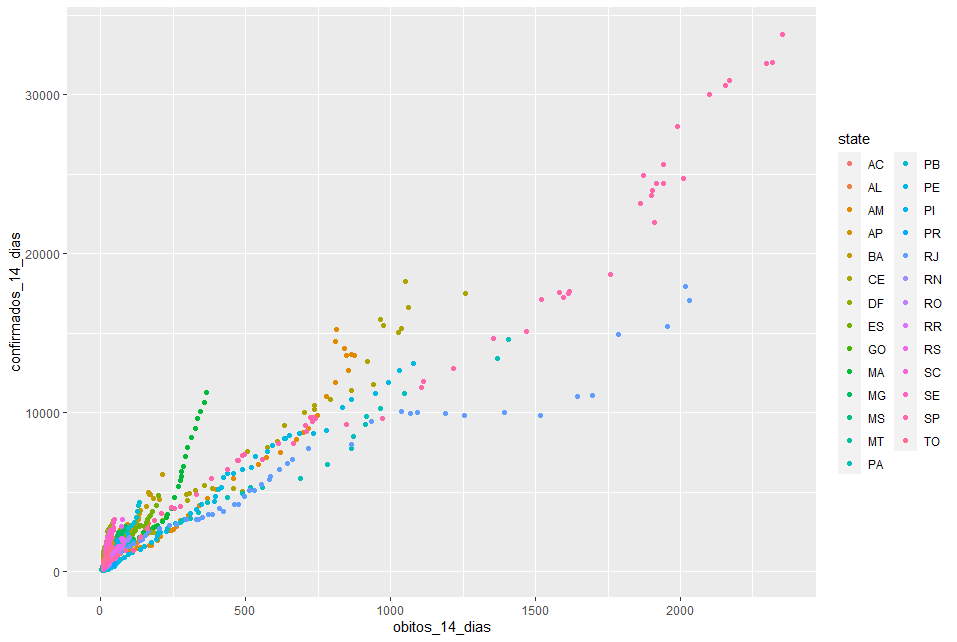 30000
20000
10000
0
confirmados_14_dias
0 500 1000 1500 2000
obitos_14_dias
state
AC
AL
AM
AP
BA
CE
DF
ES
GO
MA
MG
MS
MT
PA
PB
PE
PI
PR
RJ
RN
RO
RR
RS
SC
SE
SP
TO